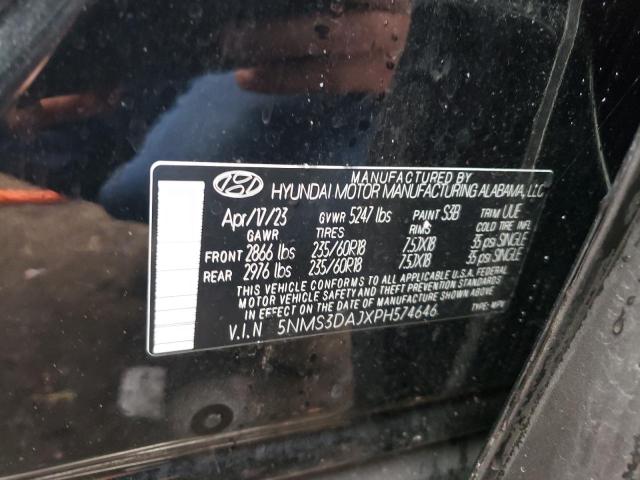 MANUFACTURED BY
HYUNDAI MOTOR MANUFACTURING ALABAMA, LLC
Apr/17/23 GVWR 5247 lbs PAINT S3B TRIM UUE
GAWR TIRES RIMS COLD TIRE INFL
FRONT 2866 lbs 235/60R18 7.5JX18 35 psi SINGLE
REAR 2976 lbs 235/60R18 7.5JX18 35 psi SINGLE
THIS VEHICLE CONFORMS TO ALL APPLICABLE U.S.A. FEDERAL
MOTOR VEHICLE SAFETY AND THEFT PREVENTION STANDARDS
IN EFFECT ON THE DATE OF MANUFACTURE SHOWN ABOVE.
V.I.N 5NMS3DAJXPH574646 TYPE: MPV